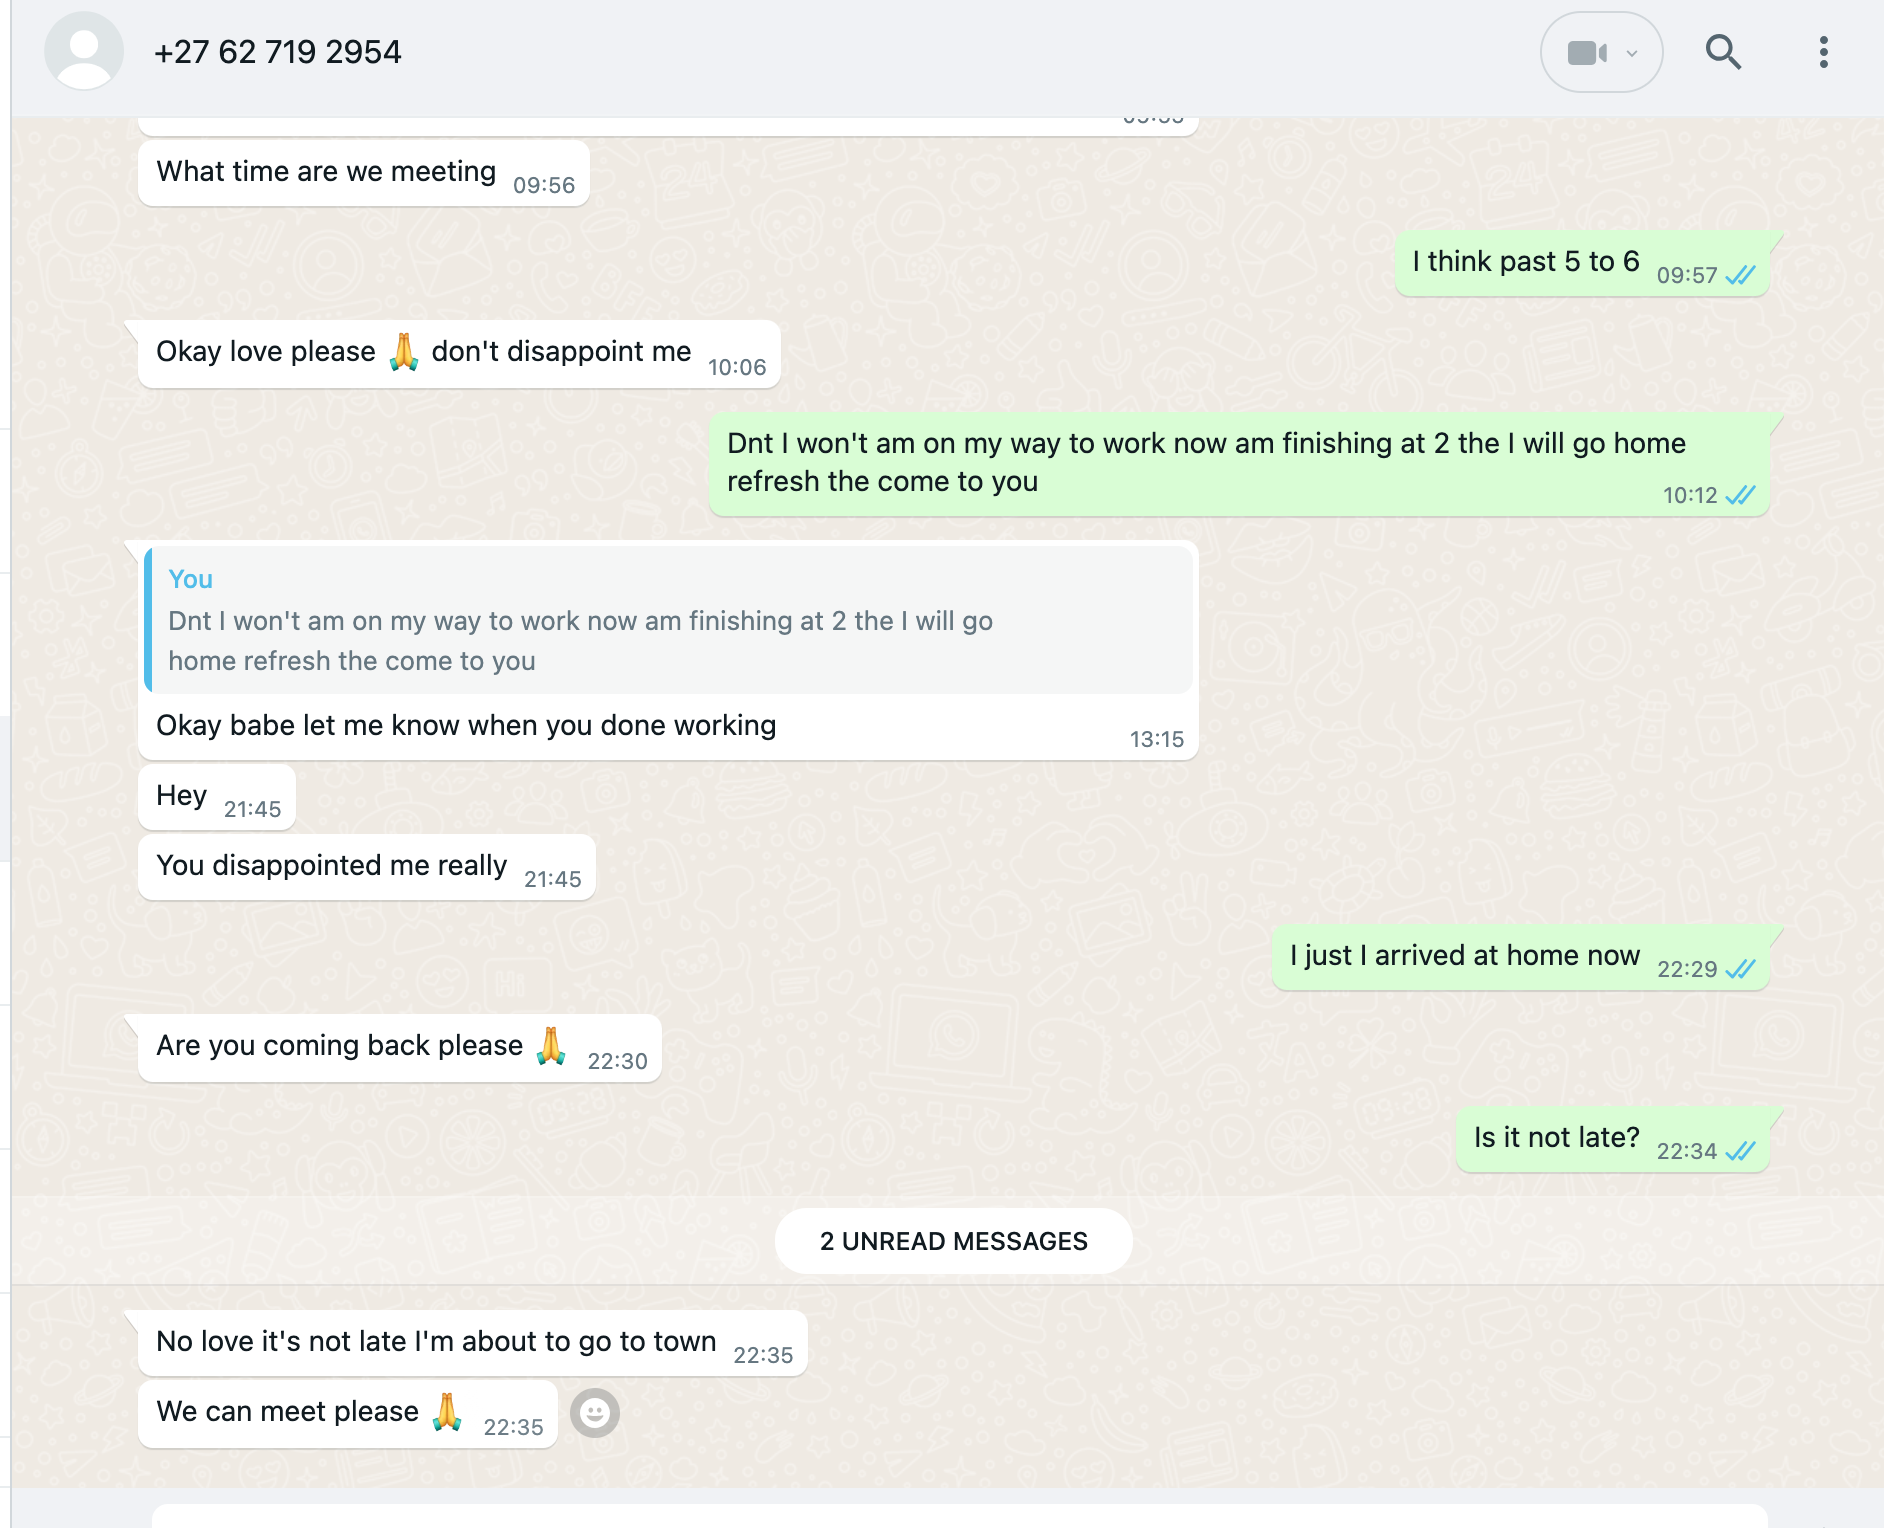 +27 62 719 2954
What time are we meeting 09:56
I think past 5 to 6 09:57
Okay love please 🙏 don't disappoint me 10:06
Dnt I won't am on my way to work now am finishing at 2 the I will go home
refresh the come to you
10:12
You
Dnt I won't am on my way to work now am finishing at 2 the I will go
home refresh the come to you
Okay babe let me know when you done working 13:15
Hey 21:45
You disappointed me really 21:45
I just I arrived at home now 22:29
Are you coming back please 🙏 22:30
Is it not late? 22:34
2 UNREAD MESSAGES
No love it's not late I'm about to go to town 22:35
We can meet please 🙏 22:35